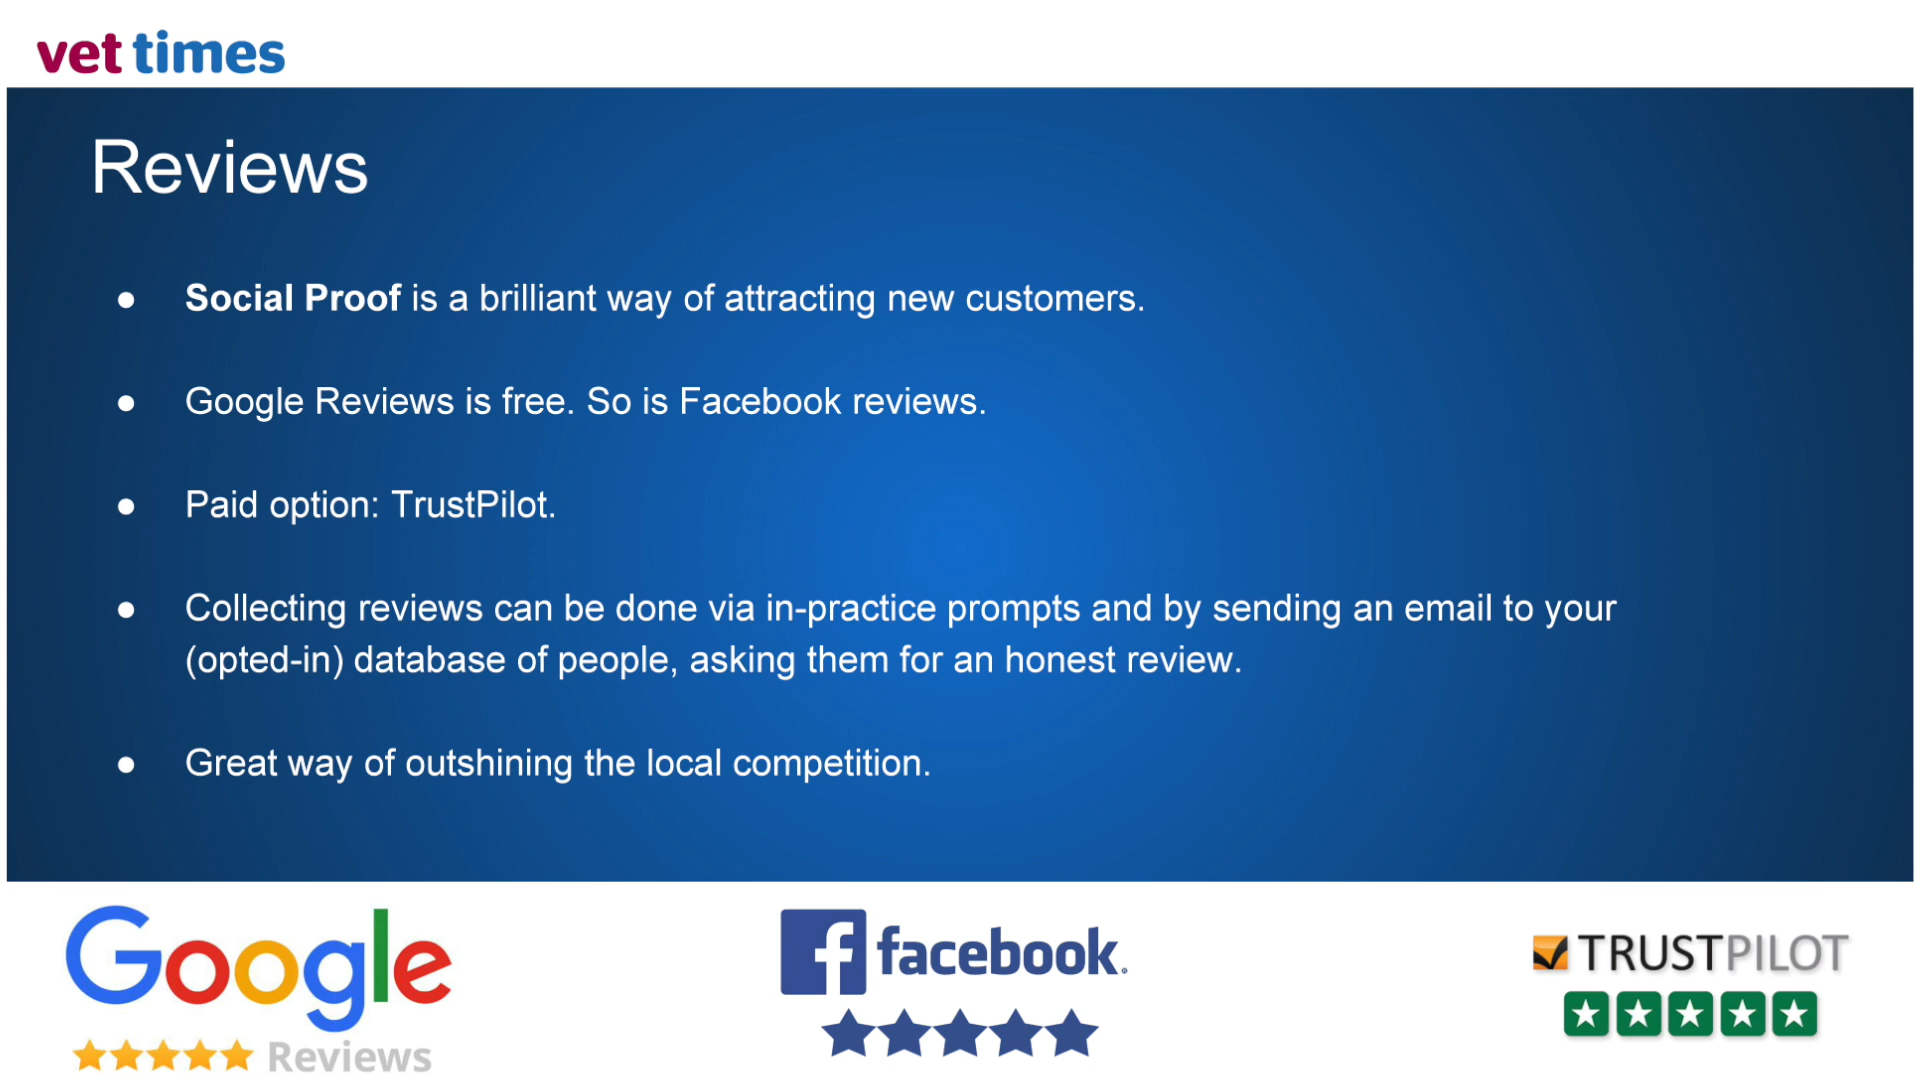 vet times
Reviews
● Social Proof is a brilliant way of attracting new customers.
● Google Reviews is free. So is Facebook reviews.
● Paid option: TrustPilot.
● Collecting reviews can be done via in-practice prompts and by sending an email to your
(opted-in) database of people, asking them for an honest review.
● Great way of outshining the local competition.
Google
Reviews
facebook.
TRUSTPILOT